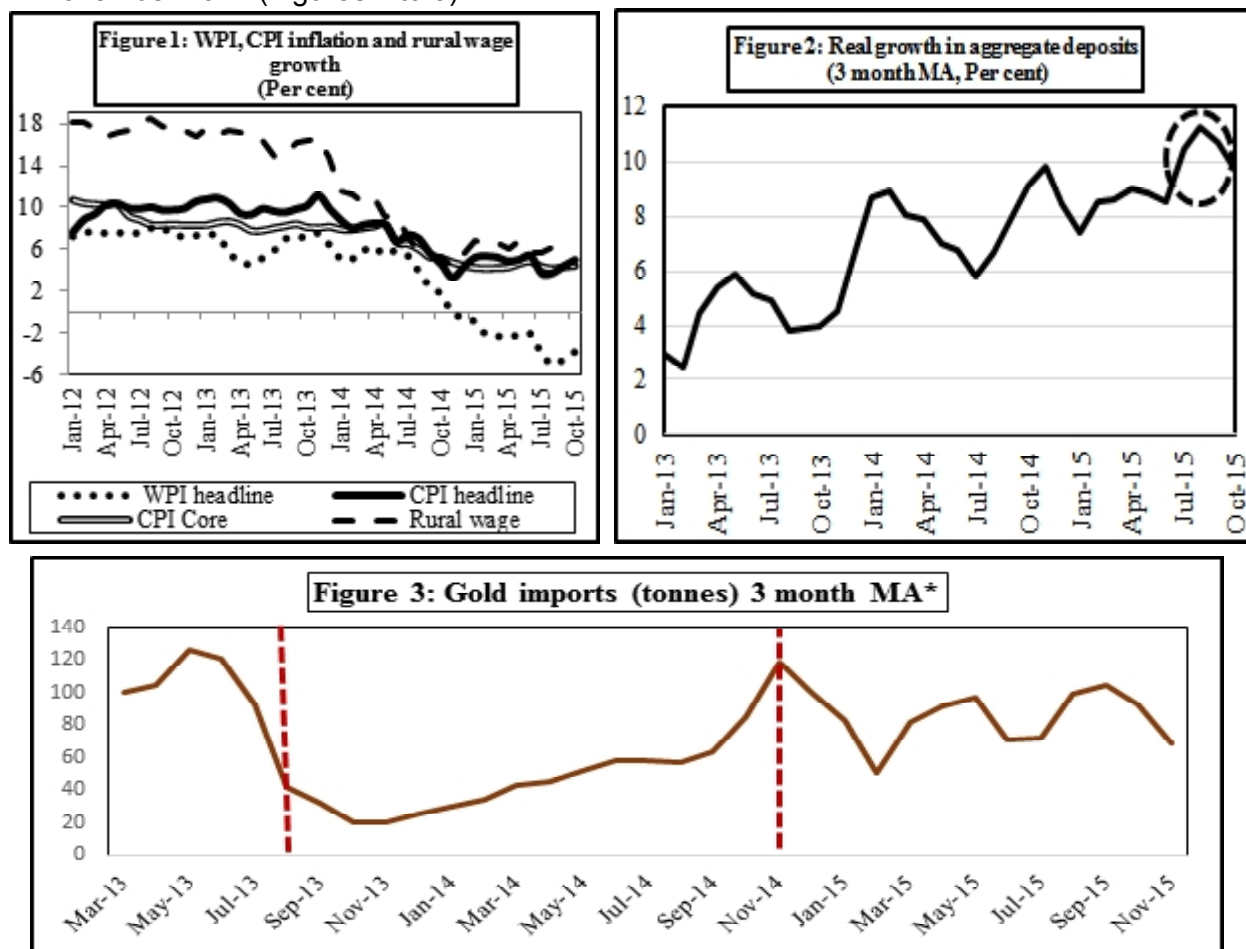 Figure 1: WPI, CPI inflation and rural wage
growth
(Per cent)
18
14
10
6
2
-2
-6
Jan-12
Apr-12
Jul-12
Oct-12
Jan-13
Apr-13
Jul-13
Oct-13
Jan-14
Apr-14
Jul-14
Oct-14
Jan-15
Apr-15
Jul-15
Oct-15
WPI headline
CPI headline
CPI Core
Rural wage
Figure 2: Real growth in aggregate deposits
(3 month MA, Per cent)
12
10
8
6
4
2
0
Jan-13
Apr-13
Jul-13
Oct-13
Jan-14
Apr-14
Jul-14
Oct-14
Jan-15
Apr-15
Jul-15
Oct-15
Figure 3: Gold imports (tonnes) 3 month MA*
140
120
100
80
60
40
20
0
Mar-13
May-13
Jul-13
Sep-13
Nov-13
Jan-14
Mar-14
May-14
Jul-14
Sep-14
Nov-14
Jan-15
Mar-15
May-15
Jul-15
Sep-15
Nov-15